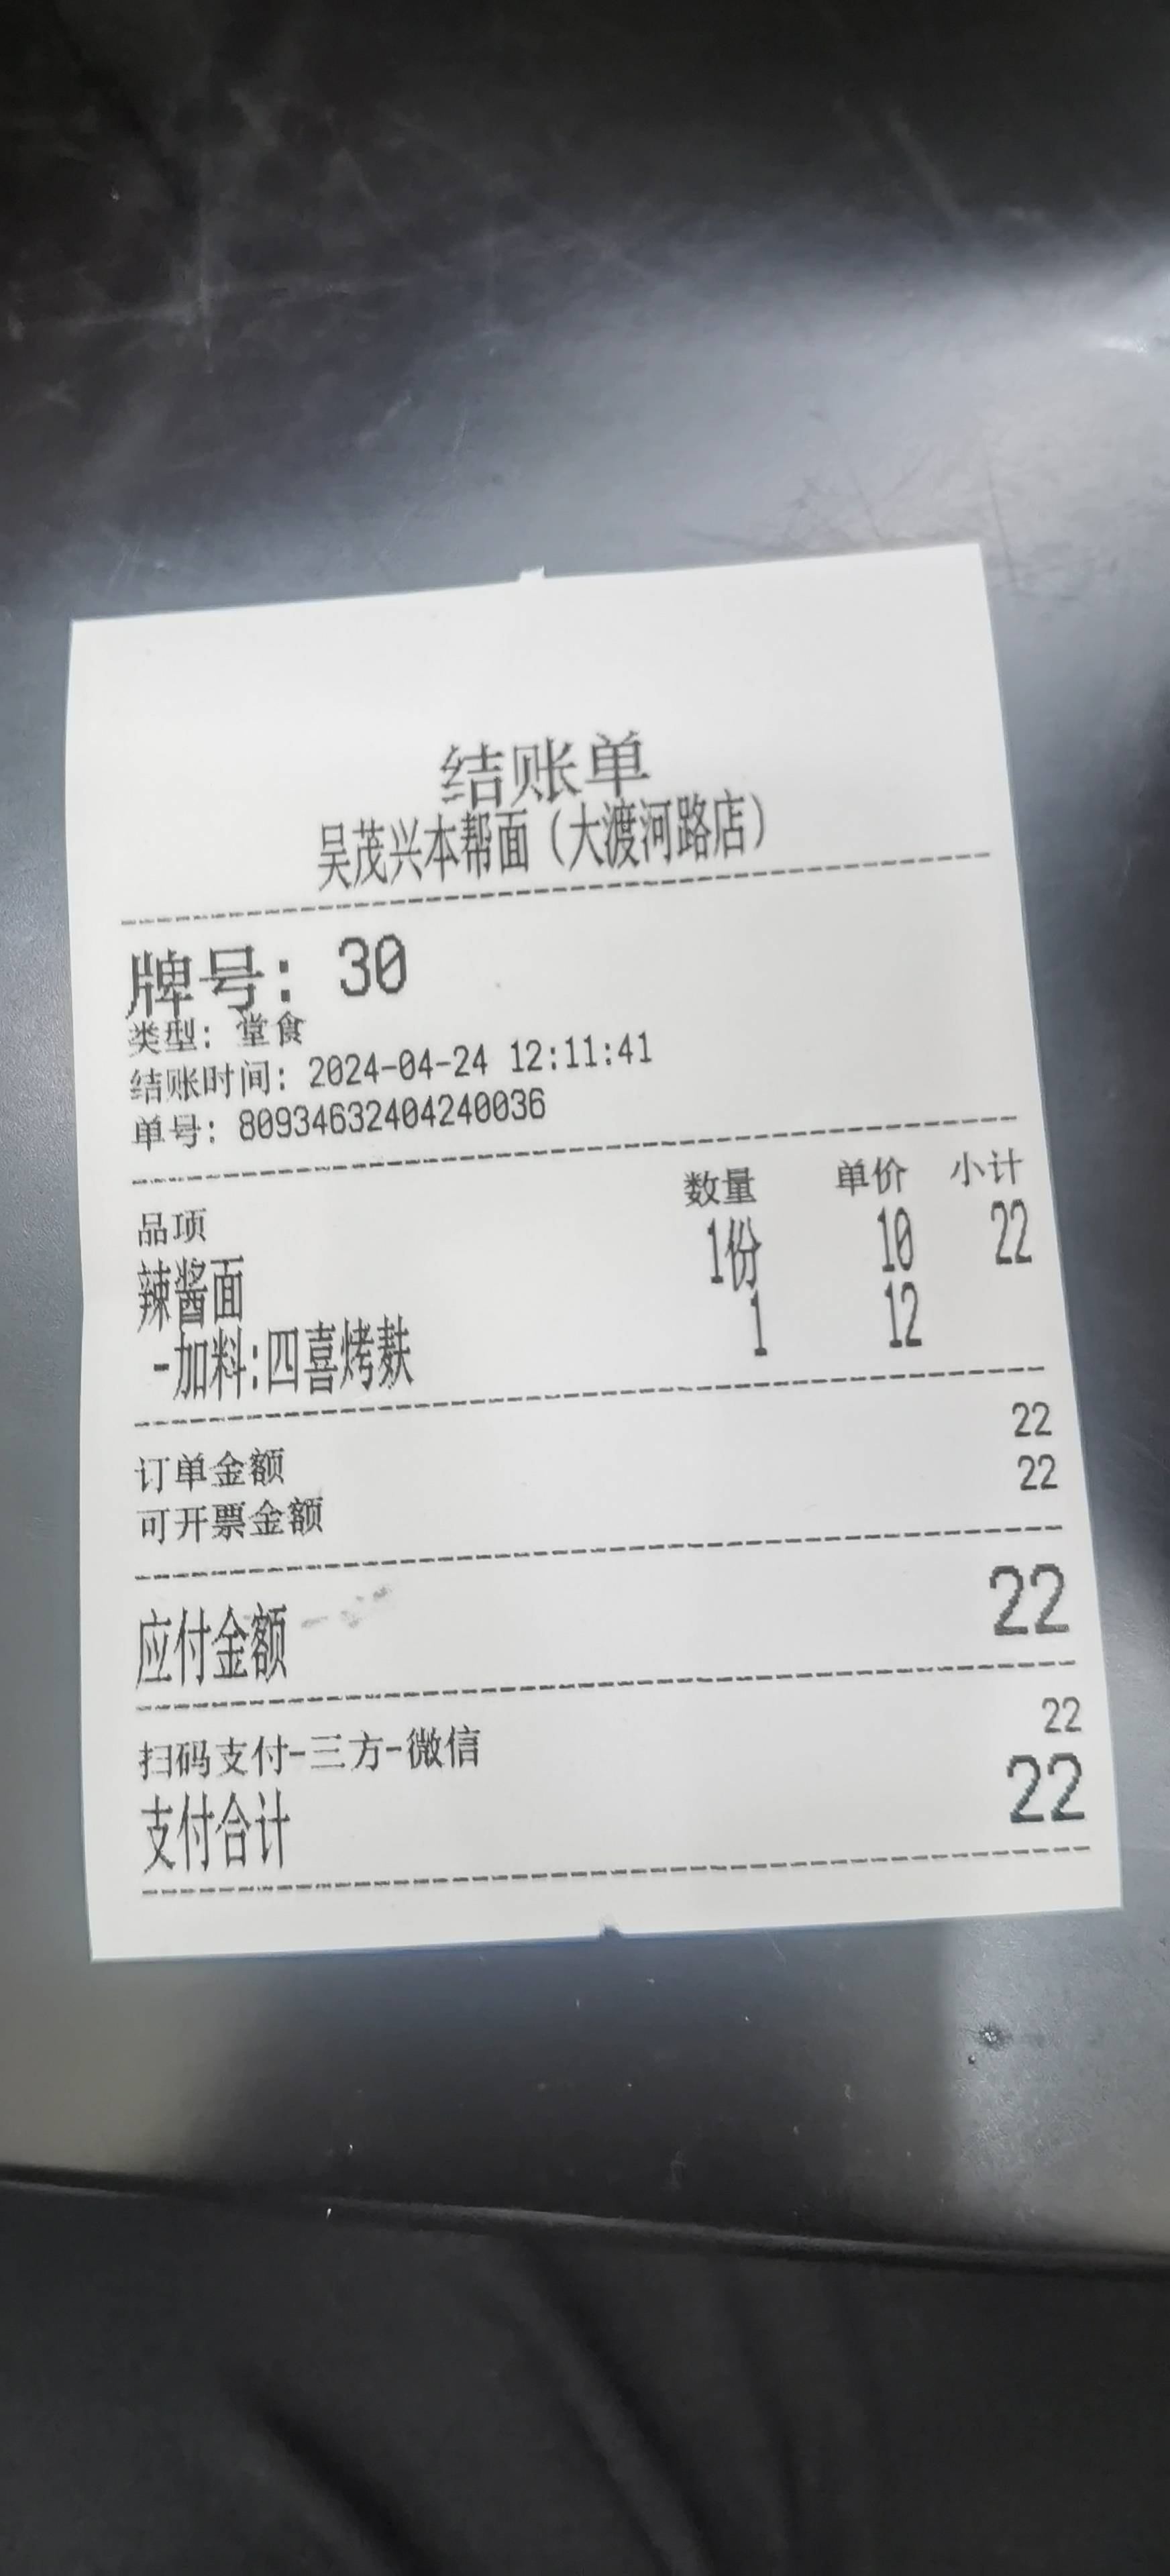 结账单
吴茂兴本帮面（大渡河路店）
牌号: 30
类型: 堂食
结账时间: 2024-04-24 12:11:41
单号: 80934632404240036
品项 数量 单价 小计
辣酱面 1份 10 22
-加料:四喜烤麸 1 12
订单金额 22
可开票金额 22
应付金额 22
扫码支付-三方-微信 22
支付合计 22